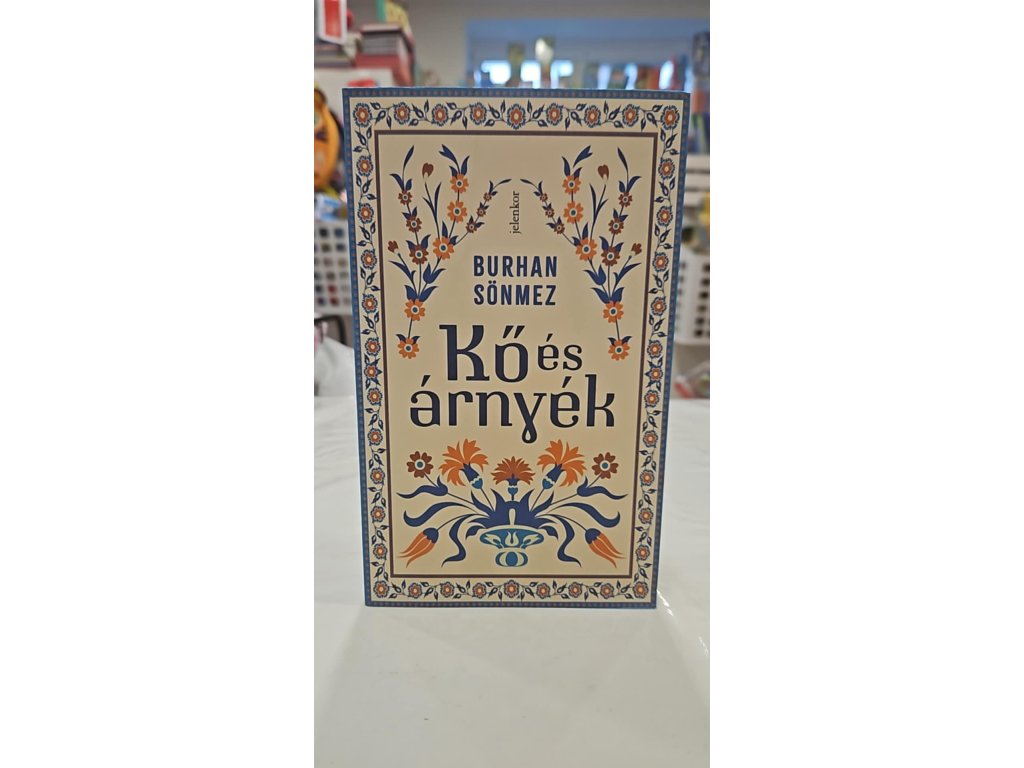 jelenkor
BURHAN
SÖNMEZ
Kő és
árnyék